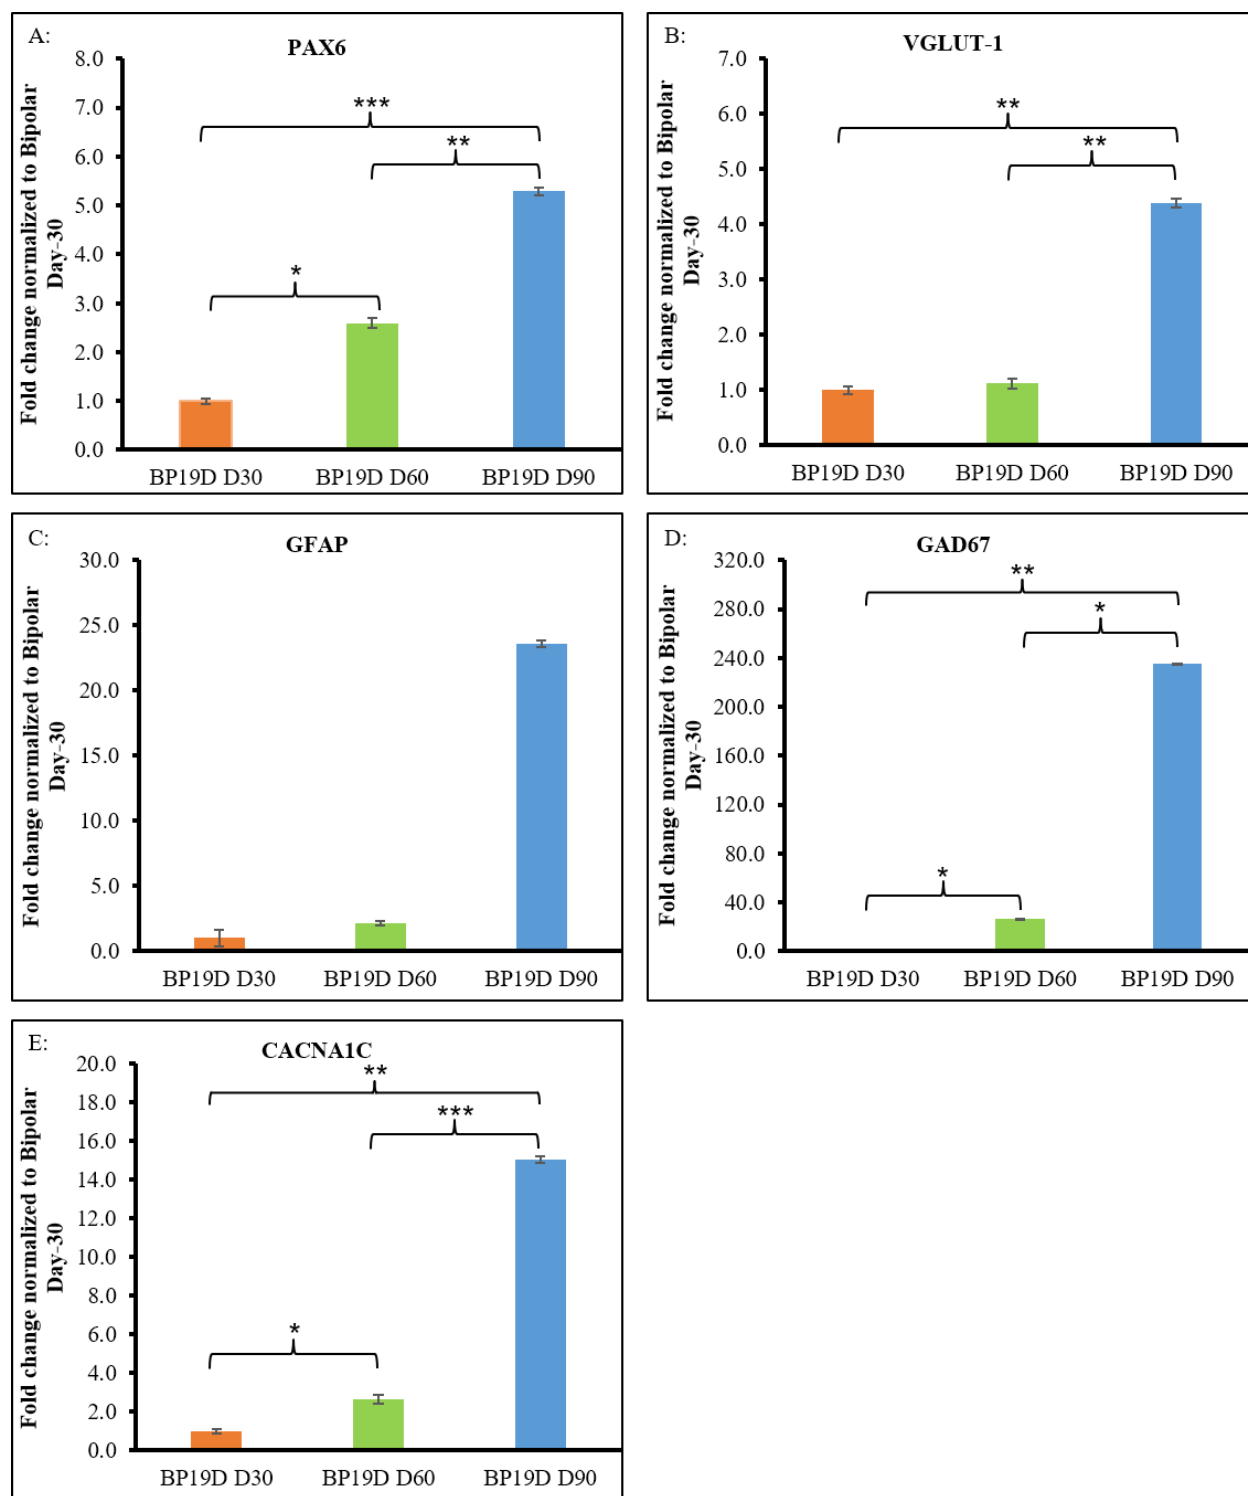 A:
PAX6
Fold change normalized to Bipolar
Day-30
8.0
7.0
6.0
5.0
4.0
3.0
2.0
1.0
0.0
***
**
*
BP19D D30 BP19D D60 BP19D D90
B:
VGLUT-1
Fold change normalized to Bipolar
Day-30
7.0
6.0
5.0
4.0
3.0
2.0
1.0
0.0
**
**
BP19D D30 BP19D D60 BP19D D90
C:
GFAP
Fold change normalized to Bipolar
Day-30
30.0
25.0
20.0
15.0
10.0
5.0
0.0
BP19D D30 BP19D D60 BP19D D90
D:
GAD67
Fold change normalized to Bipolar
Day-30
320.0
280.0
240.0
200.0
160.0
120.0
80.0
40.0
0.0
**
*
*
BP19D D30 BP19D D60 BP19D D90
E:
CACNA1C
Fold change normalized to Bipolar
Day-30
20.0
18.0
16.0
14.0
12.0
10.0
8.0
6.0
4.0
2.0
0.0
**
***
*
BP19D D30 BP19D D60 BP19D D90